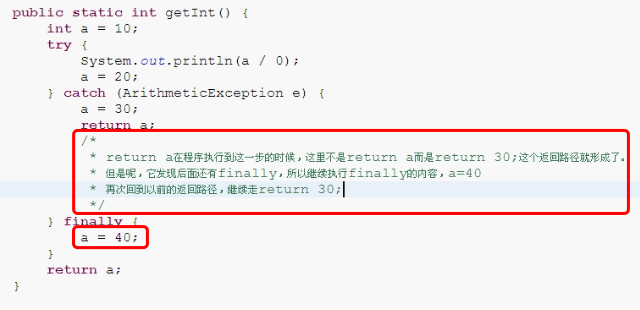 public static int getInt() {
int a = 10;
try {
System.out.println(a / 0);
a = 20;
} catch (ArithmeticException e) {
a = 30;
return a;
/*
* return a在程序执行到这一步的时候，这里不是return a而是return 30;这个返回路径就形成了。
* 但是呢，它发现后面还有finally，所以继续执行finally的内容，a=40
* 再次回到以前的返回路径，继续走return 30;
*/
} finally {
a = 40;
}
return a;
}